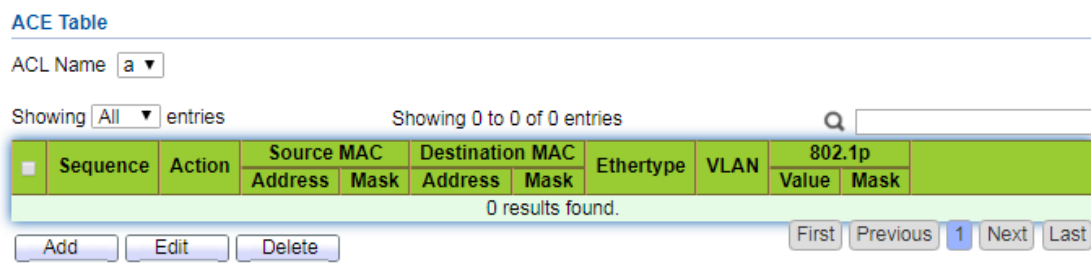 ACE Table
ACL Name a
Showing All entries Showing 0 to 0 of 0 entries
Sequence Action Source MAC Destination MAC Ethertype VLAN 802.1p
Address Mask Address Mask Value Mask
0 results found.
Add Edit Delete First Previous 1 Next Last